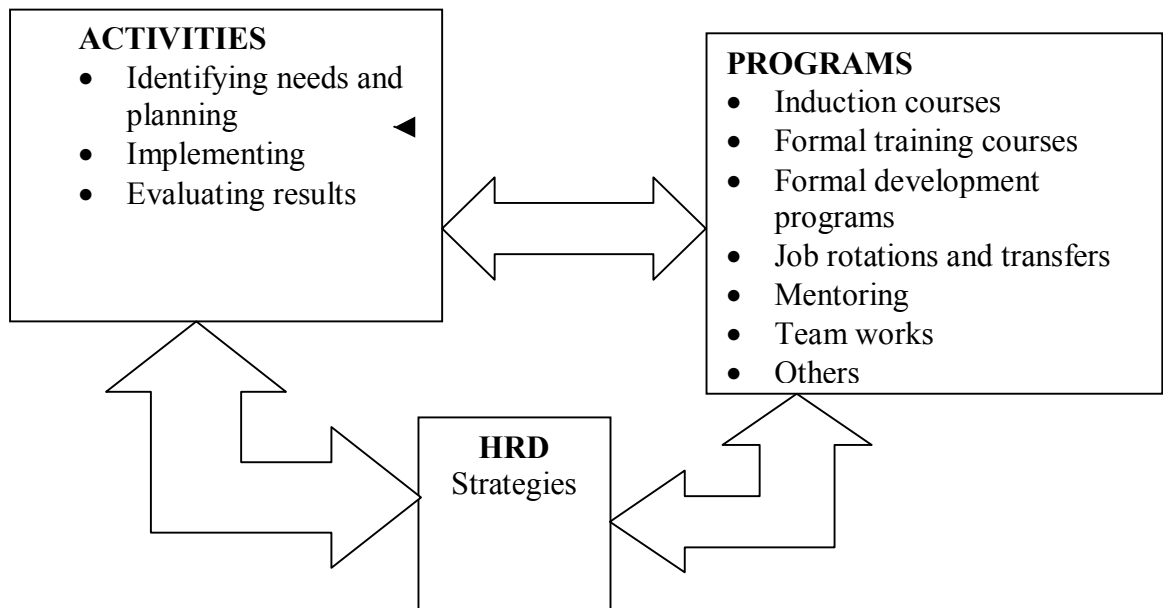 ACTIVITIES
• Identifying needs and
planning
• Implementing
• Evaluating results
PROGRAMS
• Induction courses
• Formal training courses
• Formal development
programs
• Job rotations and transfers
• Mentoring
• Team works
• Others
HRD
Strategies